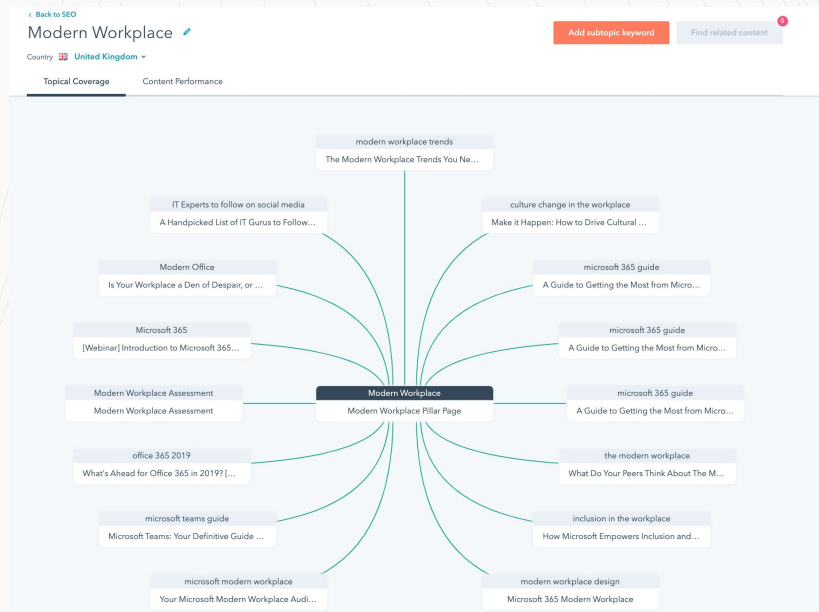 ‹ Back to SEO
Modern Workplace
Add subtopic keyword
Find related content
0
Country United Kingdom
Topical Coverage
Content Performance
modern workplace trends
The Modern Workplace Trends You Ne...
IT Experts to follow on social media
A Handpicked List of IT Gurus to Follow...
culture change in the workplace
Make it Happen: How to Drive Cultural ...
Modern Office
Is Your Workplace a Den of Despair, or ...
microsoft 365 guide
A Guide to Getting the Most from Micro...
Microsoft 365
[Webinar] Introduction to Microsoft 365...
microsoft 365 guide
A Guide to Getting the Most from Micro...
Modern Workplace Assessment
Modern Workplace Assessment
Modern Workplace
Modern Workplace Pillar Page
microsoft 365 guide
A Guide to Getting the Most from Micro...
office 365 2019
What's Ahead for Office 365 in 2019? [...
the modern workplace
What Do Your Peers Think About The M...
microsoft teams guide
Microsoft Teams: Your Definitive Guide ...
inclusion in the workplace
How Microsoft Empowers Inclusion and...
microsoft modern workplace
Your Microsoft Modern Workplace Audi...
modern workplace design
Microsoft 365 Modern Workplace